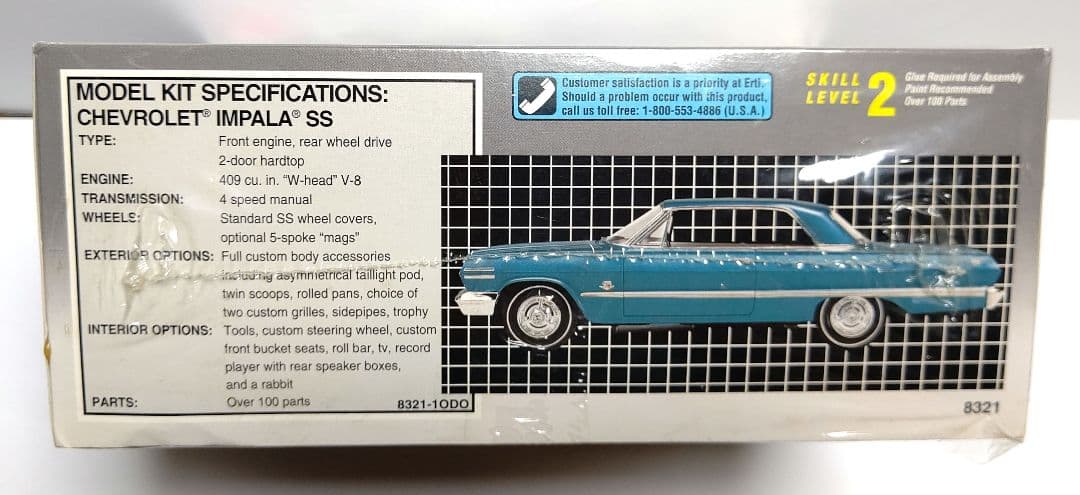 MODEL KIT SPECIFICATIONS:
CHEVROLET® IMPALA® SS
TYPE: Front engine, rear wheel drive
2-door hardtop
ENGINE: 409 cu. in. "W-head" V-8
TRANSMISSION: 4 speed manual
WHEELS: Standard SS wheel covers,
optional 5-spoke "mags"
EXTERIOR OPTIONS: Full custom body accessories
including asymmetrical taillight pod,
twin scoops, rolled pans, choice of
two custom grilles, sidepipes, trophy
INTERIOR OPTIONS: Tools, custom steering wheel, custom
front bucket seats, roll bar, tv, record
player with rear speaker boxes,
and a rabbit
PARTS: Over 100 parts
8321-1ODO
Customer satisfaction is a priority at Ertl.
Should a problem occur with this product,
call us toll free: 1-800-553-4886 (U.S.A.)
SKILL
LEVEL 2
Glue Required for Assembly
Paint Recommended
Over 100 Parts
8321